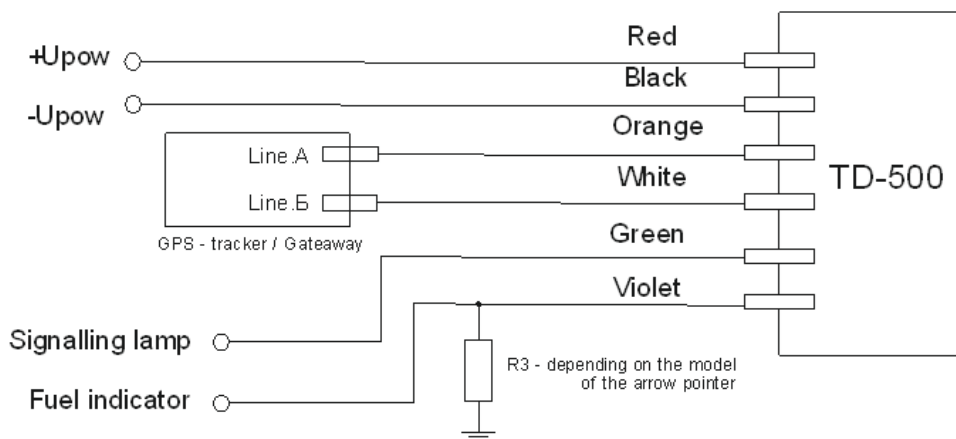 Red
+Upow
Black
-Upow
Orange
Line.A
White
TD-500
Line.Б
Green
GPS - tracker / Gateaway
Violet
Signalling lamp
R3 - depending on the model
of the arrow pointer
Fuel indicator